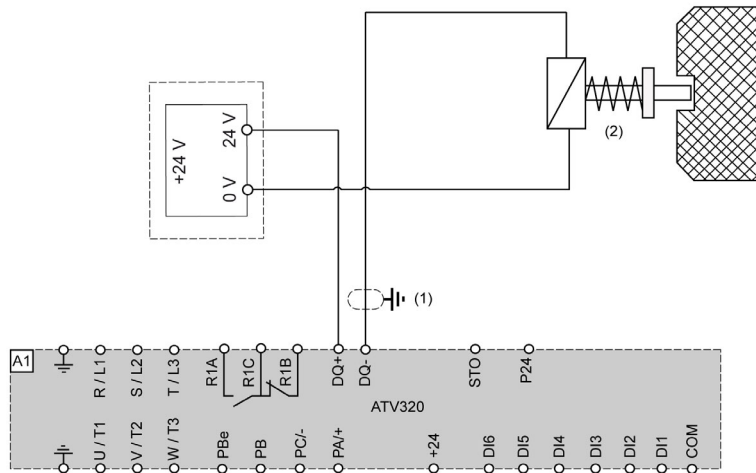 +24 V
24 V
0 V
(2)
(1)
A1
R / L1
S / L2
T / L3
R1A
R1C
R1B
DQ+
DQ-
STO
P24
ATV320
U / T1
V / T2
W / T3
PBe
PB
PC/-
PA/+
+24
DI6
DI5
DI4
DI3
DI2
DI1
COM